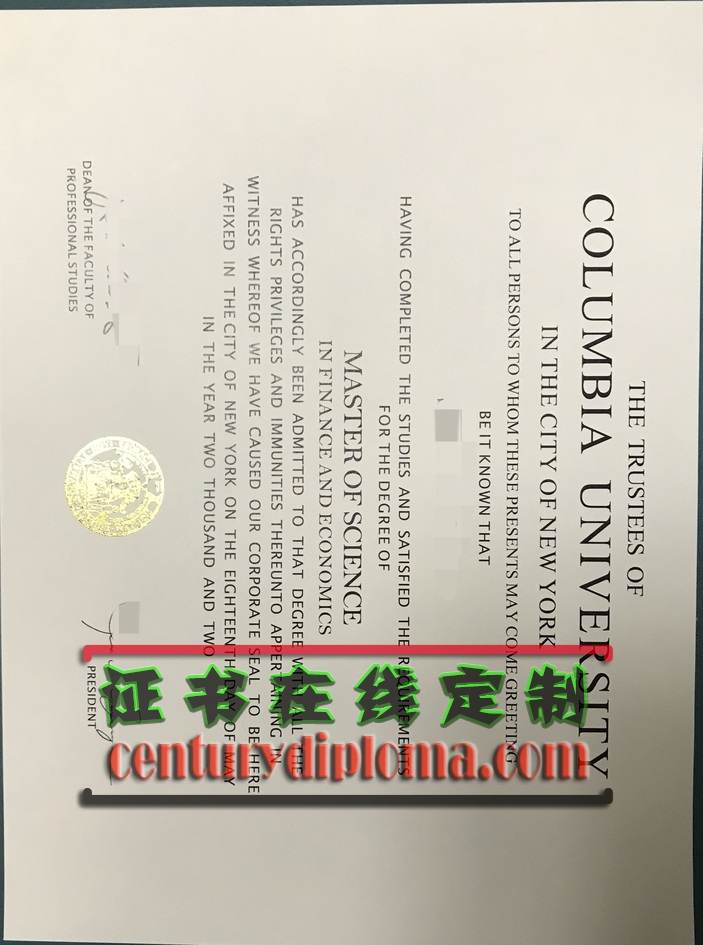 THE TRUSTEES OF
COLUMBIA UNIVERSITY
IN THE CITY OF NEW YORK
TO ALL PERSONS TO WHOM THESE PRESENTS MAY COME GREETING
BE IT KNOWN THAT
HAVING COMPLETED THE STUDIES AND SATISFIED THE REQUIREMENTS
FOR THE DEGREE OF
MASTER OF SCIENCE
IN FINANCE AND ECONOMICS
HAS ACCORDINGLY BEEN ADMITTED TO THAT DEGREE WITH ALL THE
RIGHTS PRIVILEGES AND IMMUNITIES THEREUNTO APPERTAINING IN
WITNESS WHEREOF WE HAVE CAUSED OUR CORPORATE SEAL TO BE HERE
AFFIXED IN THE CITY OF NEW YORK ON THE EIGHTEENTH DAY OF MAY
IN THE YEAR TWO THOUSAND AND TWO
DEAN OF THE FACULTY OF
PROFESSIONAL STUDIES
PRESIDENT
证书在线定制
centurydiploma.com